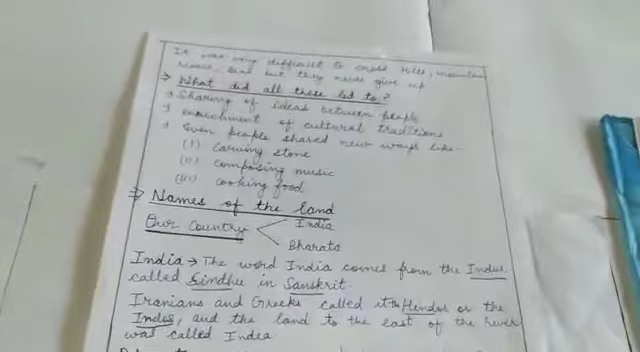 It was very difficult to cross hills, mountains
rivers, seas but they never give up
→ What did all these led to?
→ Sharing of ideas between people
→ enrichment of cultural traditions
→ Even people shared new ways like-
(i) carving stone
(ii) composing music
(iii) cooking food
→ Names of the land
Our Country
India
Bharata
India → The word India comes from the Indus,
called Sindhu in Sanskrit.
Iranians and Greeks called it the Hendos or the
Indos, and the land to the east of the river
was called India